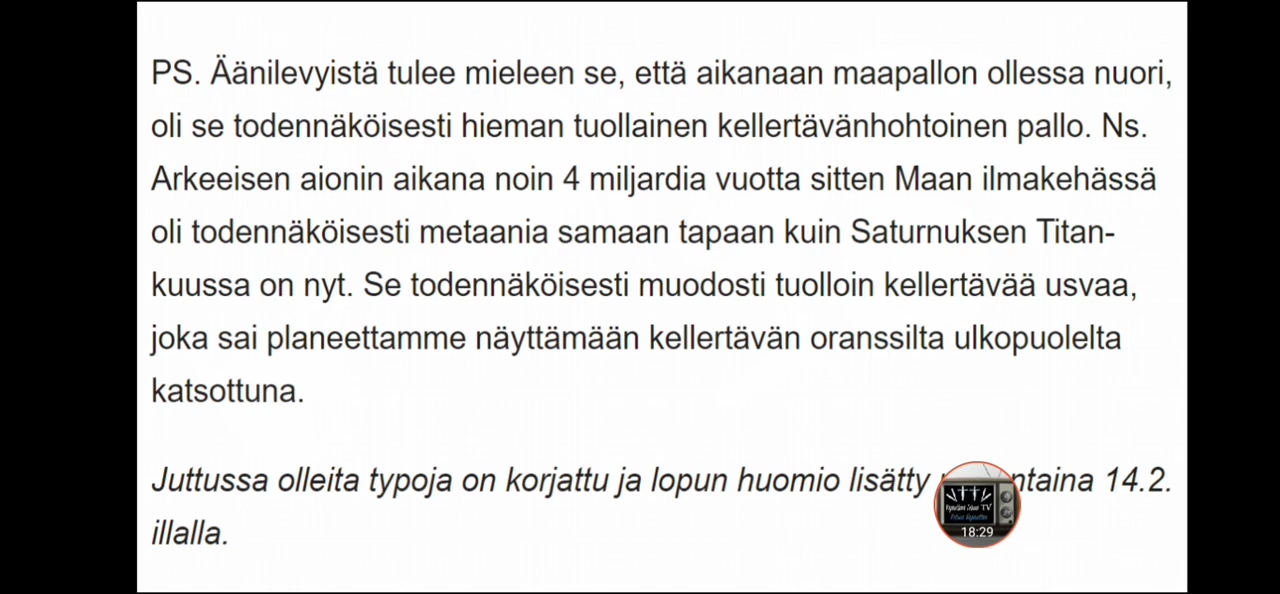 PS. Äänilevyistä tulee mieleen se, että aikanaan maapallon ollessa nuori,
oli se todennäköisesti hieman tuollainen kellertävänhohtoinen pallo. Ns.
Arkeeisen aionin aikana noin 4 miljardia vuotta sitten Maan ilmakehässä
oli todennäköisesti metaania samaan tapaan kuin Saturnuksen Titan-
kuussa on nyt. Se todennäköisesti muodosti tuolloin kellertävää usvaa,
joka sai planeettamme näyttämään kellertävän oranssilta ulkopuolelta
katsottuna.
Juttussa olleita typoja on korjattu ja lopun huomio lisätty 14.2.
illalla.
TV
18:29